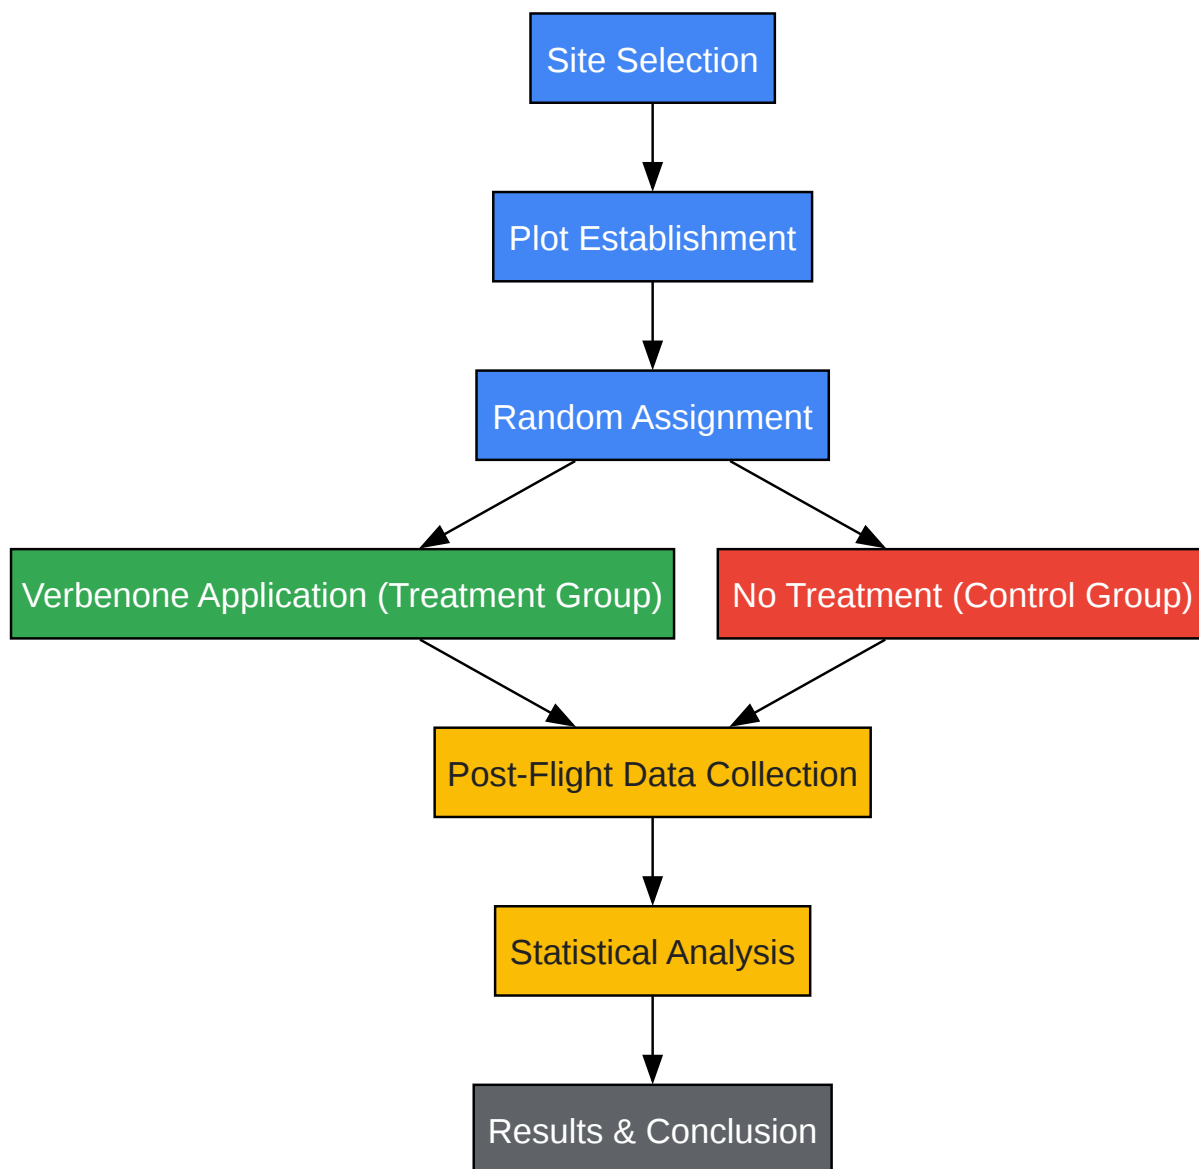 Site Selection
Plot Establishment
Random Assignment
Verbenone Application (Treatment Group)
No Treatment (Control Group)
Post-Flight Data Collection
Statistical Analysis
Results & Conclusion